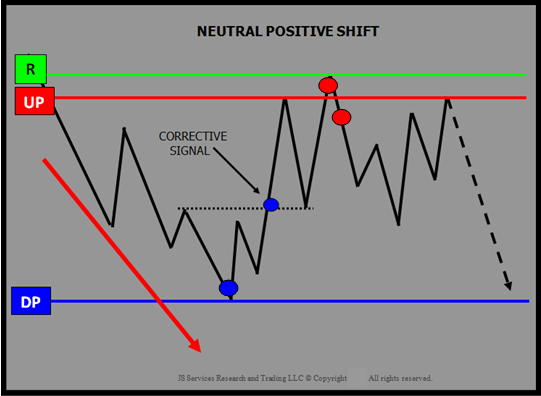 NEUTRAL POSITIVE SHIFT
R
UP
CORRECTIVE
SIGNAL
DP
JS Services Research and Trading LLC © Copyright All rights reserved.